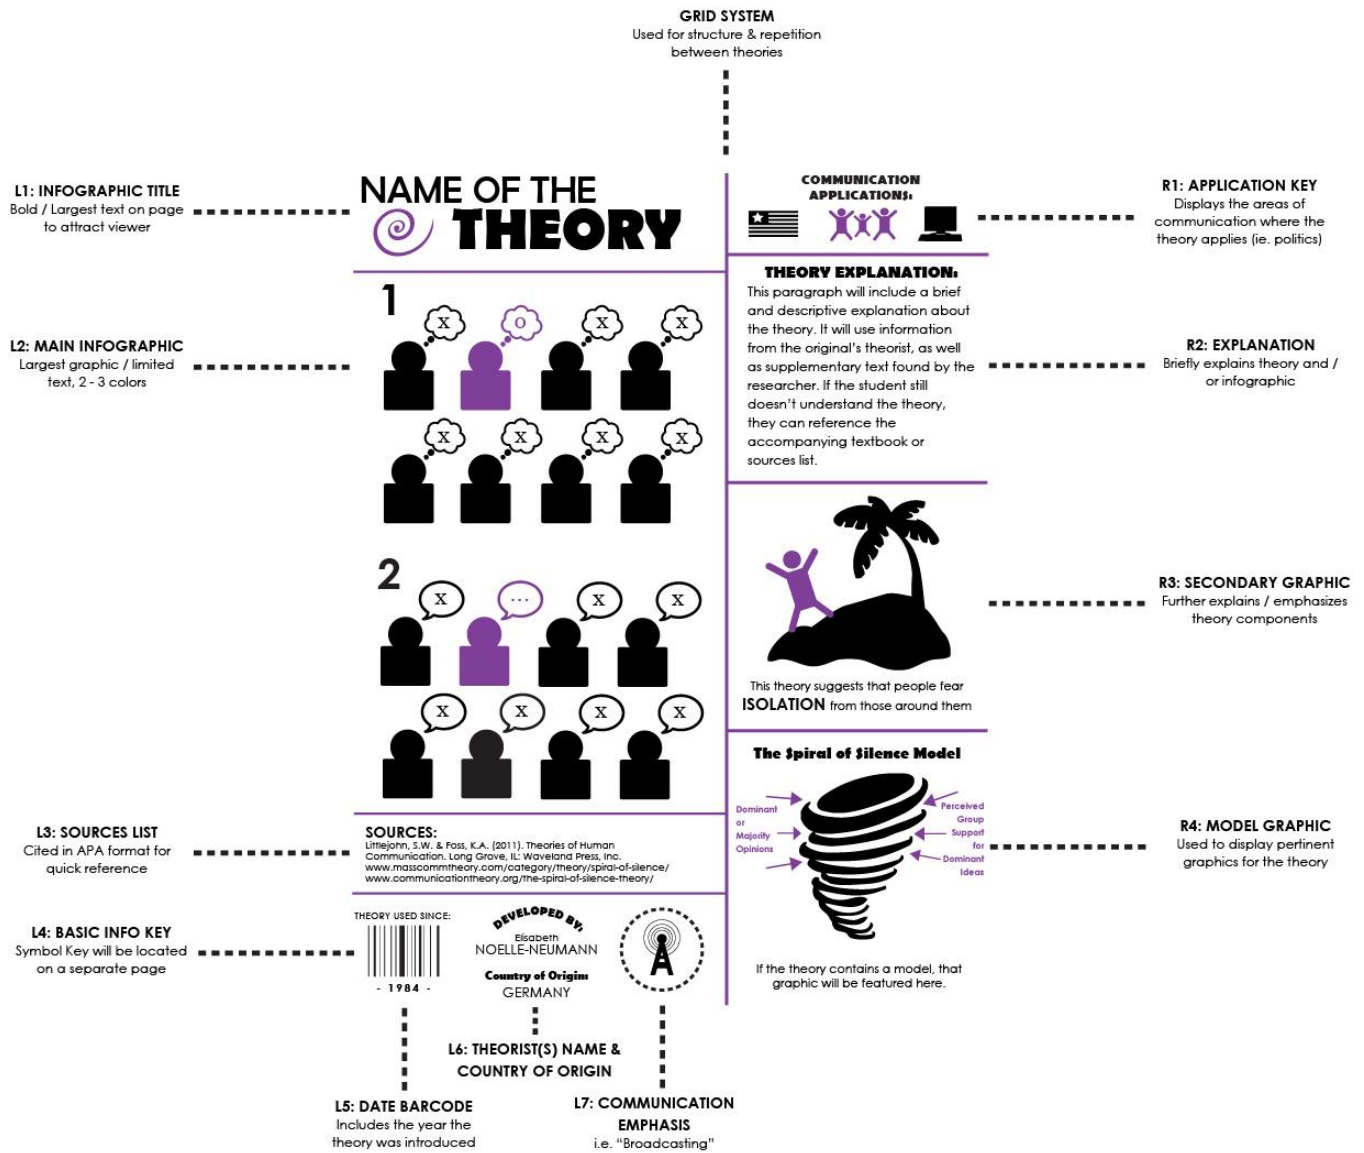 GRID SYSTEM
Used for structure & repetition
between theories
L1: INFOGRAPHIC TITLE
Bold / Largest text on page
to attract viewer
NAME OF THE
THEORY
COMMUNICATION
APPLICATIONS:
R1: APPLICATION KEY
Displays the areas of
communication where the
theory applies (ie. politics)
L2: MAIN INFOGRAPHIC
Largest graphic / limited
text, 2 - 3 colors
1
X O X X
X X X X
2
X ... X X
X X X X
THEORY EXPLANATION:
This paragraph will include a brief
and descriptive explanation about
the theory. It will use information
from the original's theorist, as well
as supplementary text found by the
researcher. If the student still
doesn't understand the theory,
they can reference the
accompanying textbook or
sources list.
R2: EXPLANATION
Briefly explains theory and /
or infographic
This theory suggests that people fear
ISOLATION from those around them
R3: SECONDARY GRAPHIC
Further explains / emphasizes
theory components
The Spiral of Silence Model
Dominant
or
Majority
Opinions
Perceived
Group
Support
for
Dominant
Ideas
If the theory contains a model, that
graphic will be featured here.
R4: MODEL GRAPHIC
Used to display pertinent
graphics for the theory
L3: SOURCES LIST
Cited in APA format for
quick reference
SOURCES:
Littlejohn, S.W. & Foss, K.A. (2011). Theories of Human
Communication. Long Grove, IL: Waveland Press, Inc.
www.masscommtheory.com/category/theory/spiral-of-silence/
www.communicationtheory.org/the-spiral-of-silence-theory/
L4: BASIC INFO KEY
Symbol Key will be located
on a separate page
THEORY USED SINCE:
- 1984 -
DEVELOPED BY:
Elisabeth
NOELLE-NEUMANN
Country of Origin:
GERMANY
L6: THEORIST(S) NAME &
COUNTRY OF ORIGIN
L5: DATE BARCODE
Includes the year the
theory was introduced
L7: COMMUNICATION
EMPHASIS
i.e. "Broadcasting"